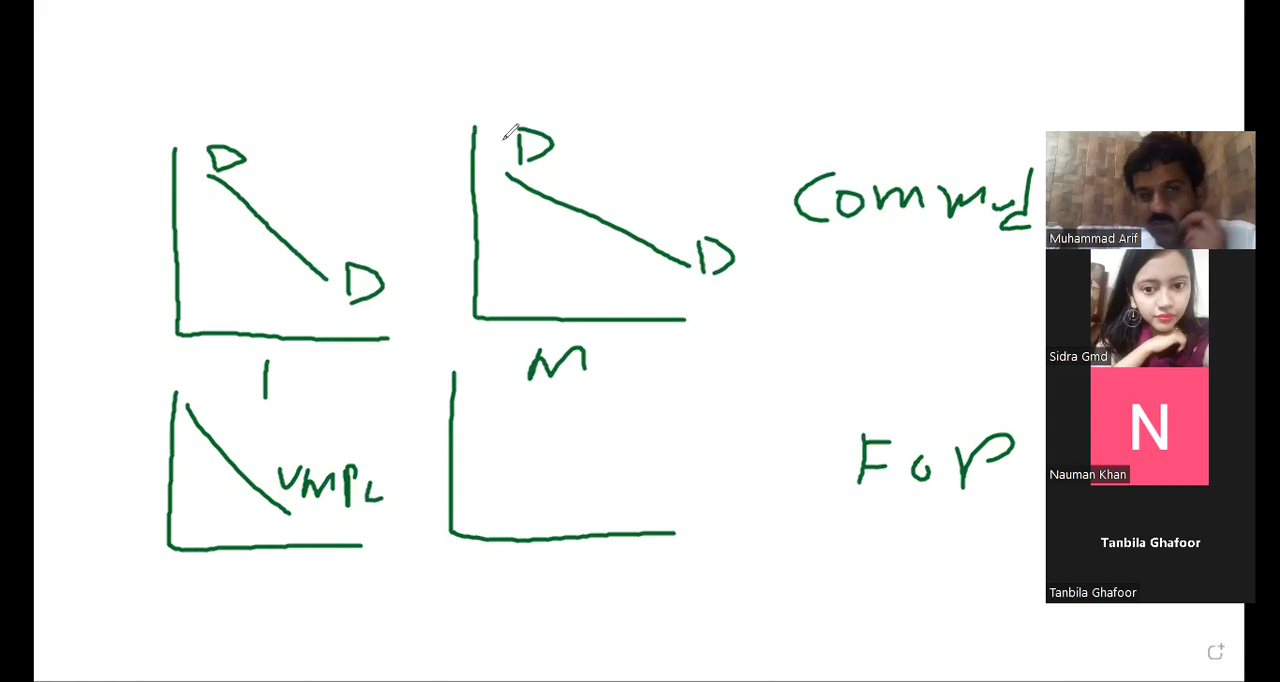 D
D
D
D
Commd
I
M
VMPL
FOP
Muhammad Arif
Sidra Gmd
N
Nauman Khan
Tanbila Ghafoor
Tanbila Ghafoor